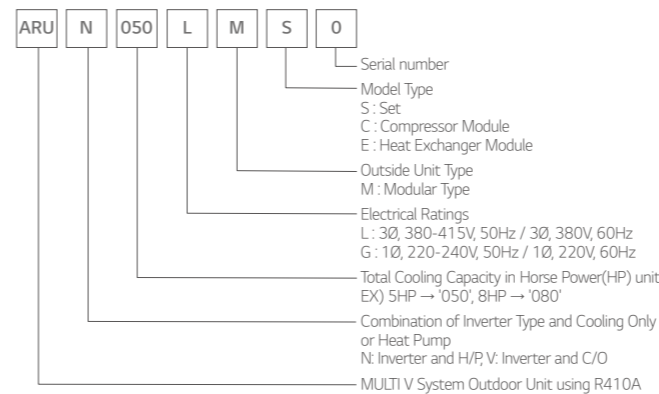 ARU N 050 L M S 0
Serial number
Model Type
S : Set
C : Compressor Module
E : Heat Exchanger Module
Outside Unit Type
M : Modular Type
Electrical Ratings
L : 3Ø, 380-415V, 50Hz / 3Ø, 380V, 60Hz
G : 1Ø, 220-240V, 50Hz / 1Ø, 220V, 60Hz
Total Cooling Capacity in Horse Power(HP) unit
EX) 5HP → '050', 8HP → '080'
Combination of Inverter Type and Cooling Only
or Heat Pump
N: Inverter and H/P, V: Inverter and C/O
MULTI V System Outdoor Unit using R410A